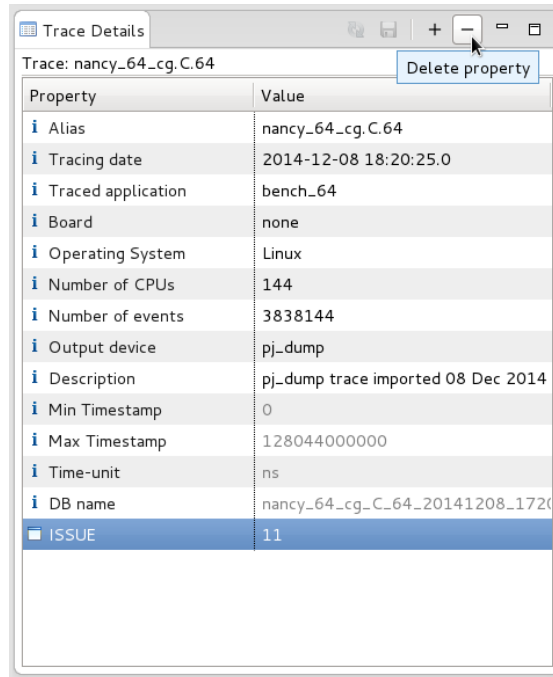 Trace Details
Trace: nancy_64_cg.C.64
Delete property
Property Value
Alias nancy_64_cg.C.64
Tracing date 2014-12-08 18:20:25.0
Traced application bench_64
Board none
Operating System Linux
Number of CPUs 144
Number of events 3838144
Output device pj_dump
Description pj_dump trace imported 08 Dec 2014
Min Timestamp 0
Max Timestamp 128044000000
Time-unit ns
DB name nancy_64_cg_C_64_20141208_1720
ISSUE 11